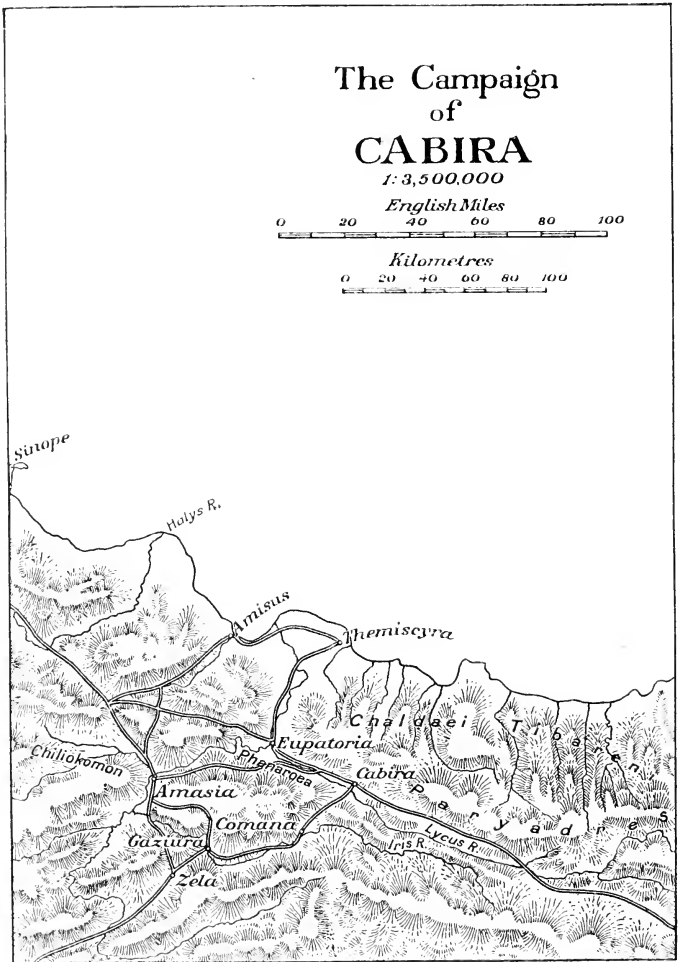 The Campaign
of
CABIRA
1:3,500,000
English Miles
0 20 40 60 80 100
Kilometres
0 20 40 60 80 100
Sinope
Halys R.
Amisus
Themiscyra
Chaldaei
Tibareni
Eupatoria
Chiliokomon
Phanaroea
Cabira
Amasia
Paryadres
Comana
Lycus R.
Gaziura
Iris R.
Zela